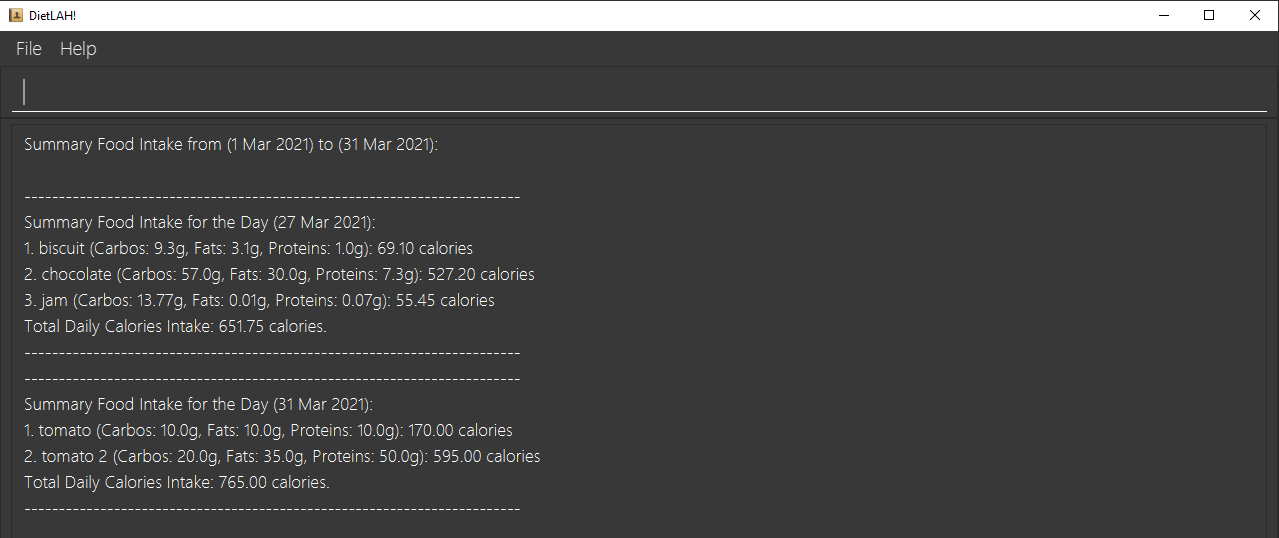 DietLAH!
File Help
Summary Food Intake from (1 Mar 2021) to (31 Mar 2021):
------------------------------------------------------------------------
Summary Food Intake for the Day (27 Mar 2021):
1. biscuit (Carbos: 9.3g, Fats: 3.1g, Proteins: 1.0g): 69.10 calories
2. chocolate (Carbos: 57.0g, Fats: 30.0g, Proteins: 7.3g): 527.20 calories
3. jam (Carbos: 13.77g, Fats: 0.01g, Proteins: 0.07g): 55.45 calories
Total Daily Calories Intake: 651.75 calories.
------------------------------------------------------------------------
------------------------------------------------------------------------
Summary Food Intake for the Day (31 Mar 2021):
1. tomato (Carbos: 10.0g, Fats: 10.0g, Proteins: 10.0g): 170.00 calories
2. tomato 2 (Carbos: 20.0g, Fats: 35.0g, Proteins: 50.0g): 595.00 calories
Total Daily Calories Intake: 765.00 calories.
------------------------------------------------------------------------